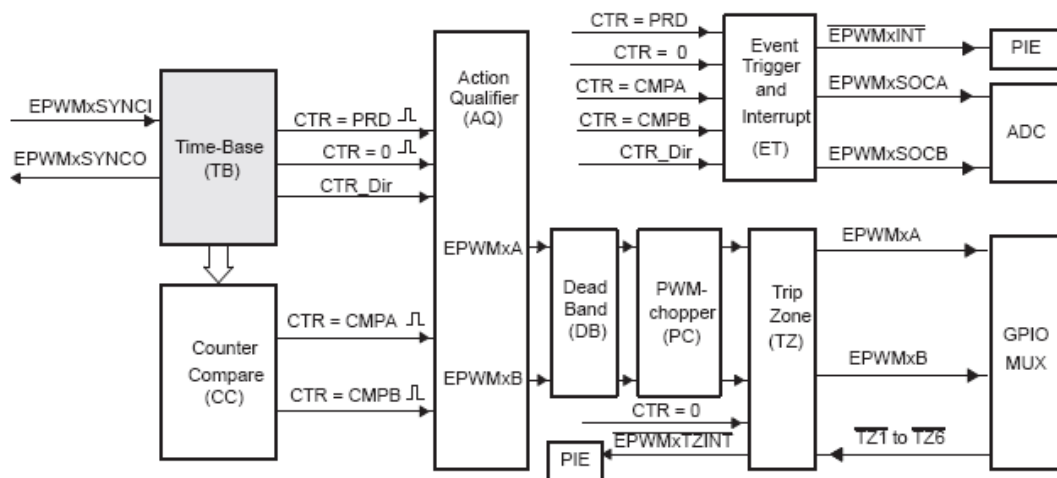 EPWMxSYNCI
EPWMxSYNCO
Time-Base
(TB)
CTR = PRD
CTR = 0
CTR_Dir
Counter
Compare
(CC)
CTR = CMPA
CTR = CMPB
Action
Qualifier
(AQ)
EPWMxA
EPWMxB
CTR = PRD
CTR = 0
CTR = CMPA
CTR = CMPB
CTR_Dir
Event
Trigger
and
Interrupt
(ET)
EPWMxINT
EPWMxSOCA
EPWMxSOCB
PIE
ADC
Dead
Band
(DB)
PWM-
chopper
(PC)
Trip
Zone
(TZ)
CTR = 0
EPWMxTZINT
PIE
EPWMxA
EPWMxB
TZ1 to TZ6
GPIO
MUX